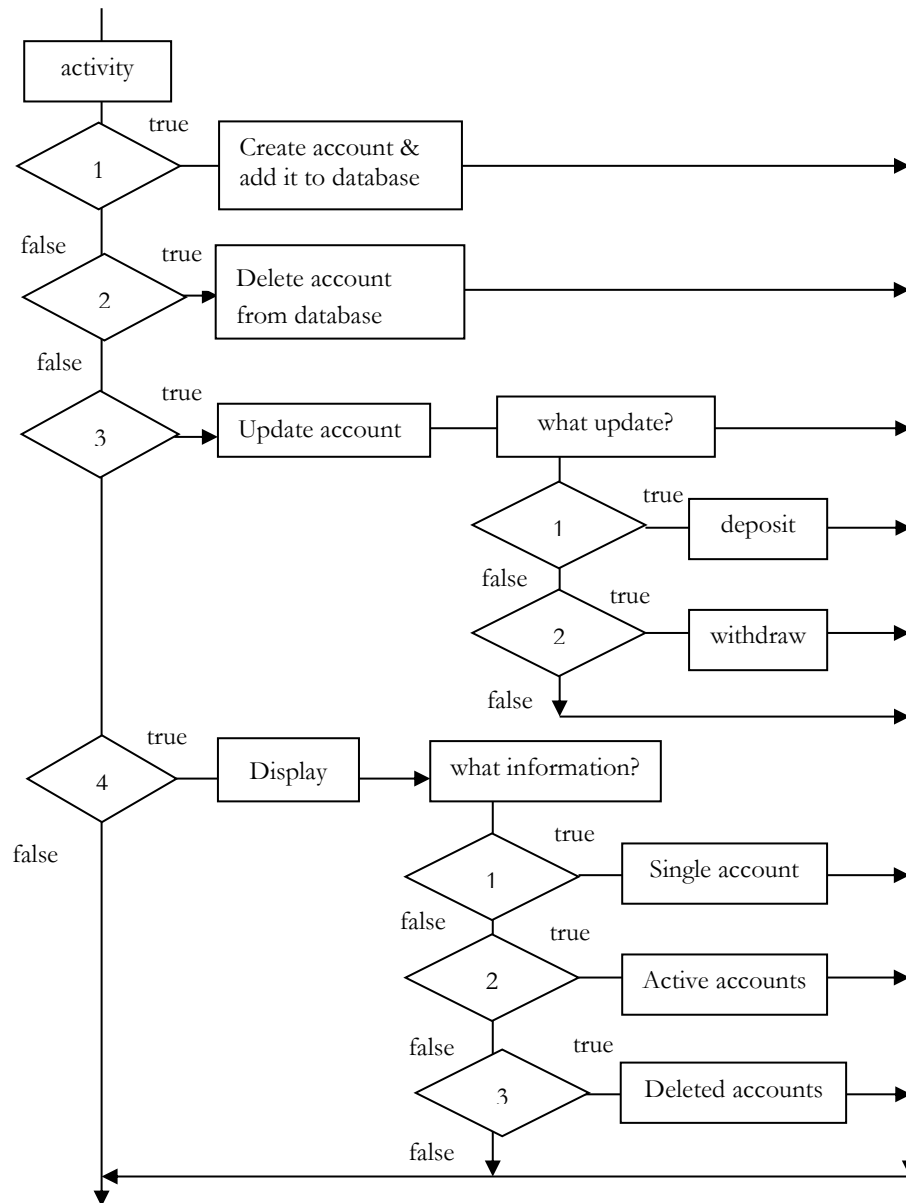 activity
true
1
Create account &
add it to database
false
true
2
Delete account
from database
false
true
3
Update account
what update?
true
1
deposit
false
true
2
withdraw
false
true
4
Display
what information?
false
true
1
Single account
false
true
2
Active accounts
false
true
3
Deleted accounts
false